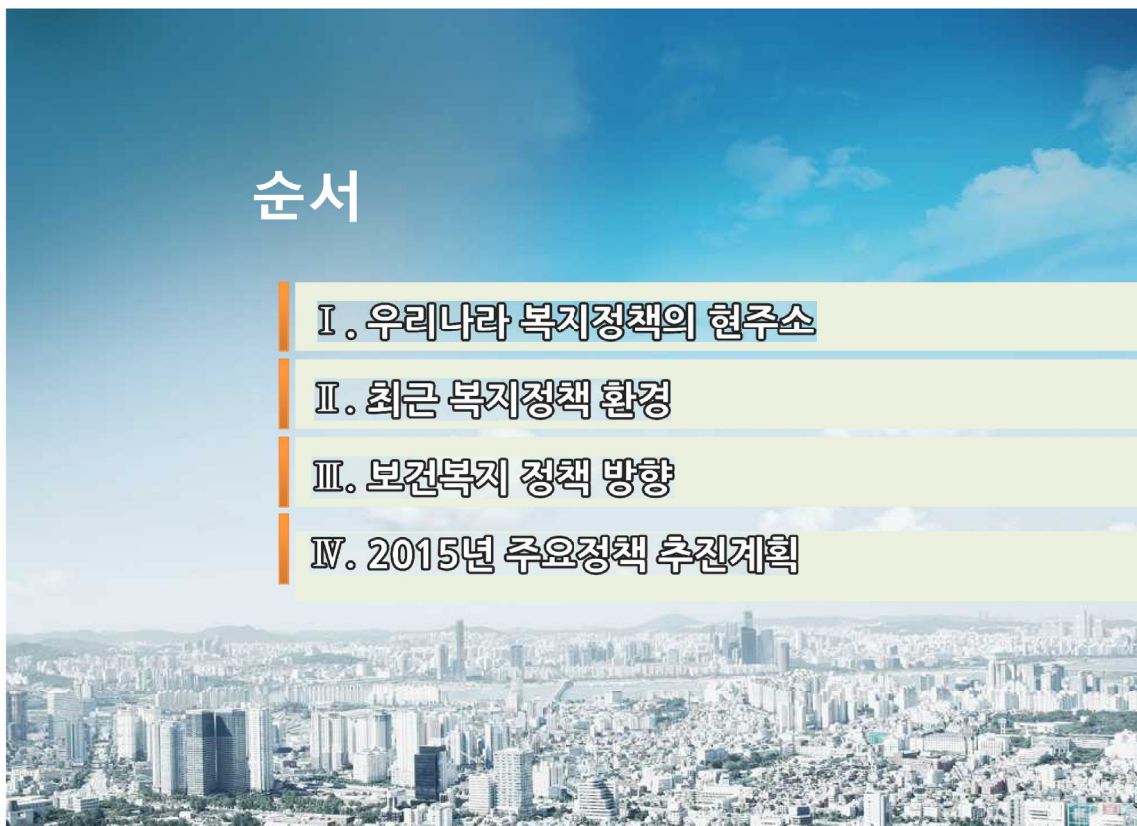 순서
Ⅰ. 우리나라 복지정책의 현주소
Ⅱ. 최근 복지정책 환경
Ⅲ. 보건복지 정책 방향
Ⅳ. 2015년 주요정책 추진계획